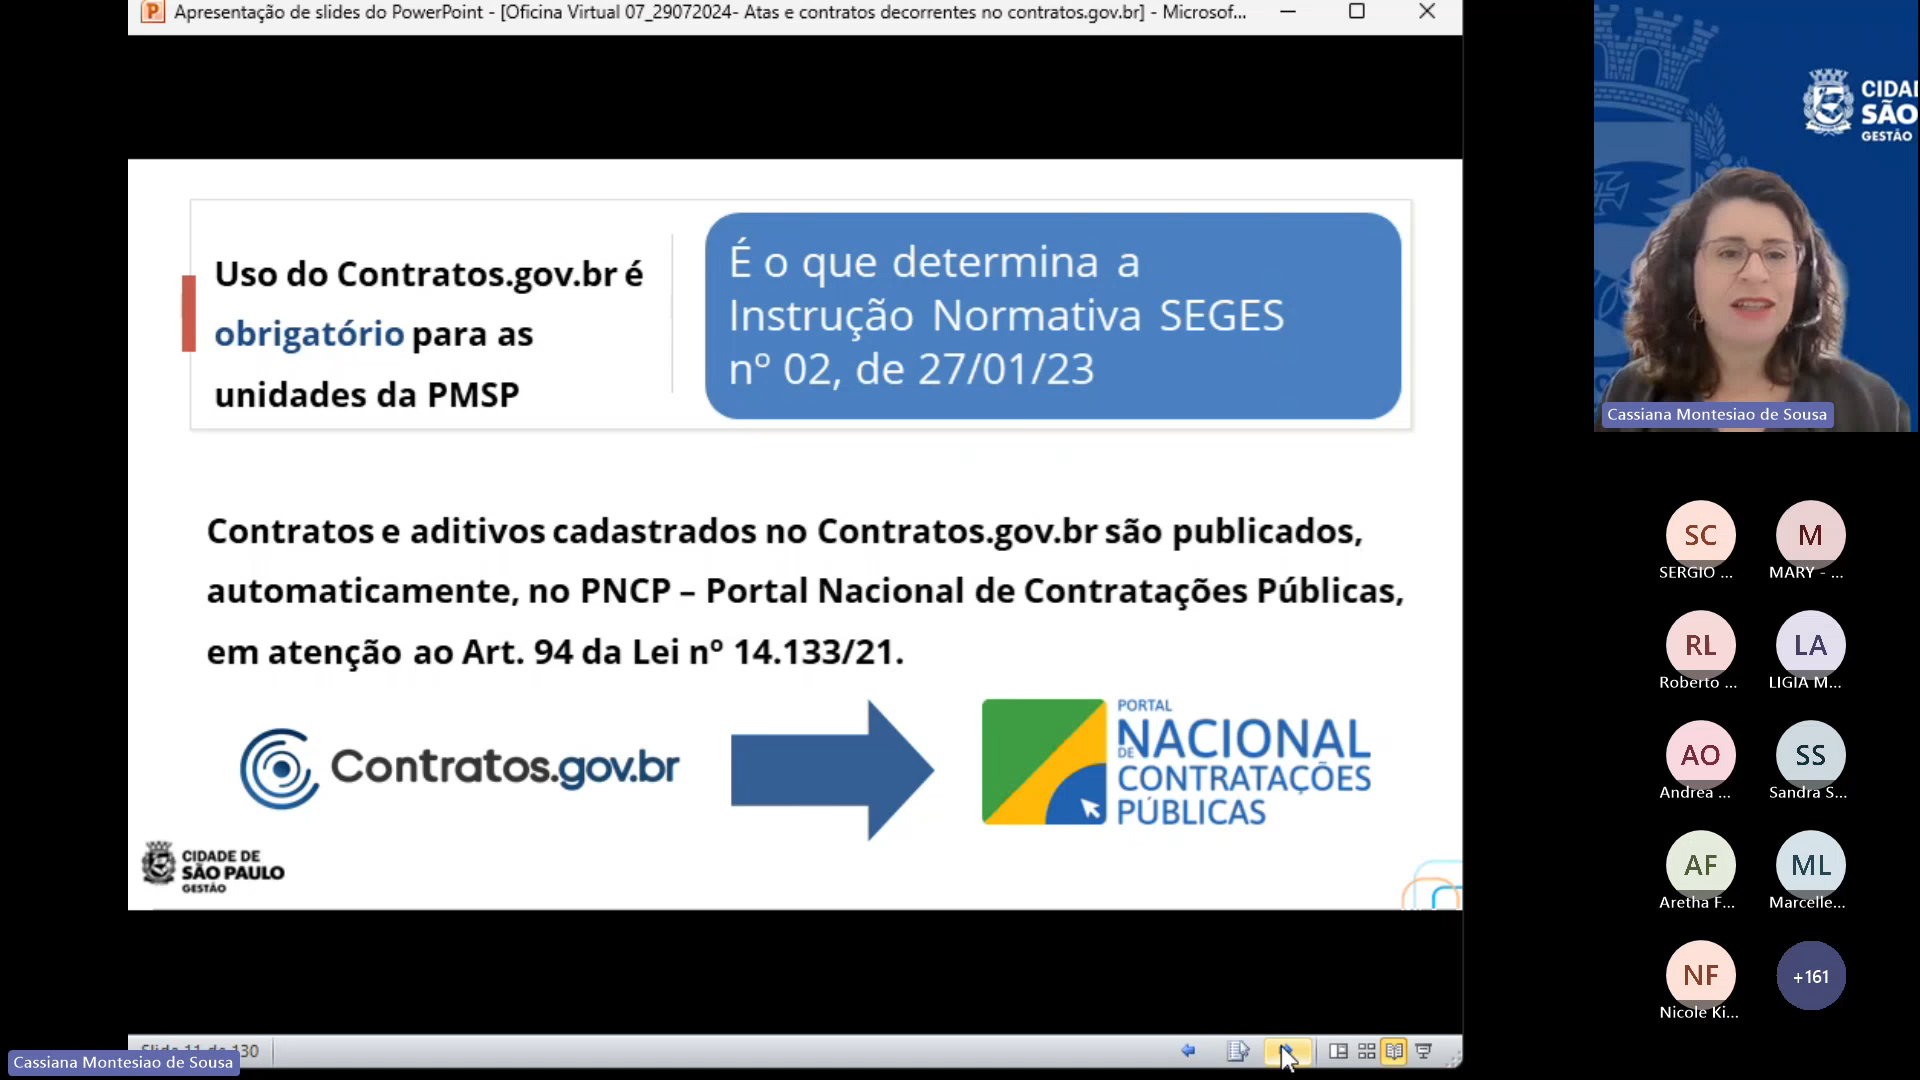 Apresentação de slides do PowerPoint - [Oficina Virtual 07_29072024- Atas e contratos decorrentes no contratos.gov.br] - Microsof...
CIDA
SÃO
GESTÃO
Uso do Contratos.gov.br é
obrigatório para as
unidades da PMSP
É o que determina a
Instrução Normativa SEGES
nº 02, de 27/01/23
Cassiana Montesiao de Sousa
Contratos e aditivos cadastrados no Contratos.gov.br são publicados,
automaticamente, no PNCP – Portal Nacional de Contratações Públicas,
em atenção ao Art. 94 da Lei nº 14.133/21.
Contratos.gov.br
PORTAL
NACIONAL
DE
CONTRATAÇÕES
PÚBLICAS
CIDADE DE
SÃO PAULO
GESTÃO
SC
SERGIO ...
M
MARY - ...
RL
Roberto ...
LA
LIGIA M...
AO
Andrea ...
SS
Sandra S...
AF
Aretha F...
ML
Marcelle...
NF
Nicole Ki...
+161
Slide 11 de 130
Cassiana Montesiao de Sousa